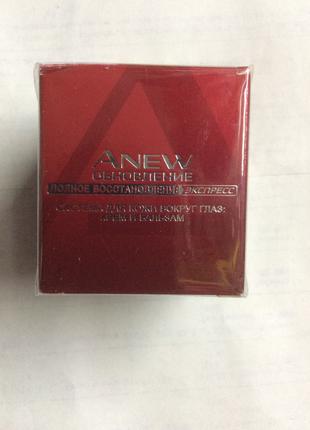 ANEW
ОБНОВЛЕНИЕ
ПОЛНОЕ ВОССТАНОВЛЕНИЕ ЭКСПРЕСС
СИСТЕМА ДЛЯ КОЖИ ВОКРУГ ГЛАЗ:
КРЕМ И БАЛЬЗАМ